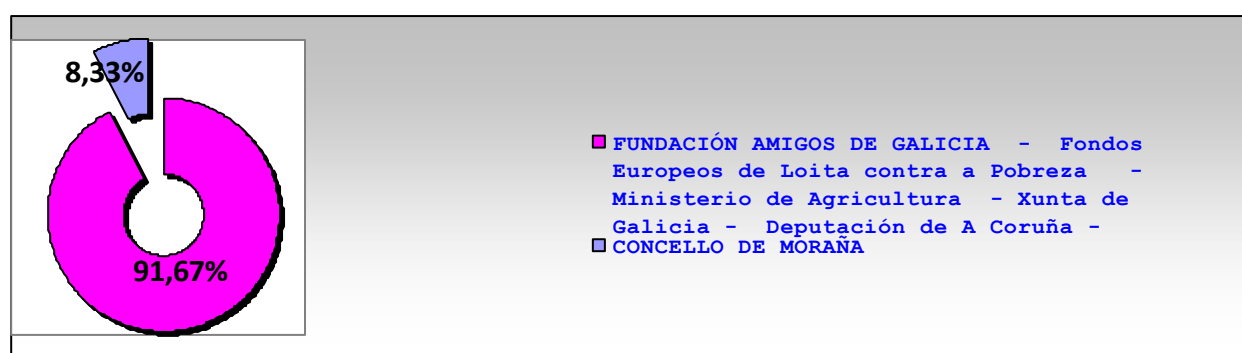 8,33%
91,67%
FUNDACIÓN AMIGOS DE GALICIA - Fondos
Europeos de Loita contra a Pobreza -
Ministerio de Agricultura - Xunta de
Galicia - Deputación de A Coruña -
CONCELLO DE MORAÑA